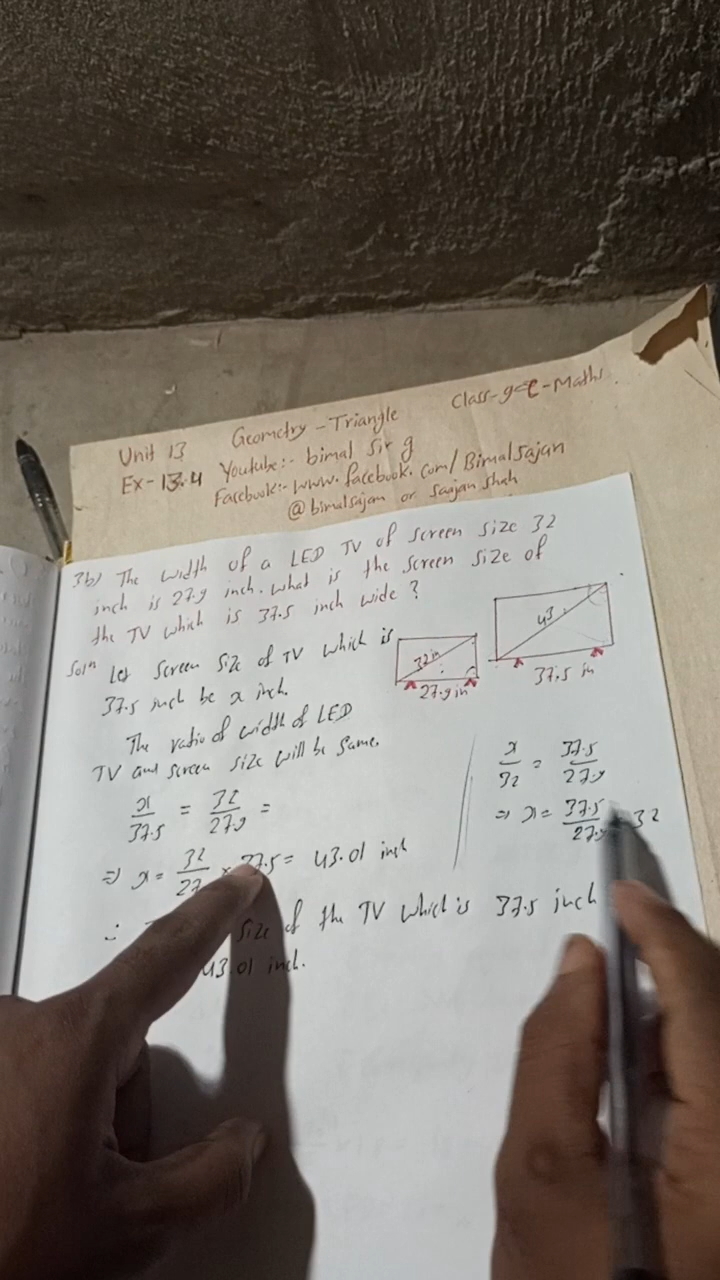 Unit 13 Geometry - Triangle Class-9 - Maths.
Ex- 13.4 Youtube:- bimal Sir g
Facebook:- www.facebook.com/Bimalsajan
@bimalsajan or Sanjan Shah
3b) The width of a LED TV of screen size 32
inch is 27.9 inch. what is the screen size of
the TV which is 37.5 inch wide ?
Soln Let screen size of TV which is
37.5 inch be x inch.
32 in
27.9 in
43
37.5 in
The ratio of width of LED
TV and screen size will be same.
x/37.5 = 32/27.9 =
⇒ x = 32/27 × 37.5 = 43.01 inch
x/32 = 37.5/27.9
⇒ x = 37.5/27.9 32
∴ size of the TV which is 37.5 inch
43.01 inch.